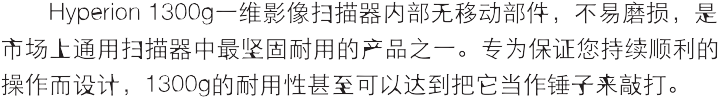 Hyperion 1300g一维影像扫描器内部无移动部件，不易磨损，是
市场上通用扫描器中最坚固耐用的产品之一。专为保证您持续顺利的
操作而设计，1300g的耐用性甚至可以达到把它当作锤子来敲打。